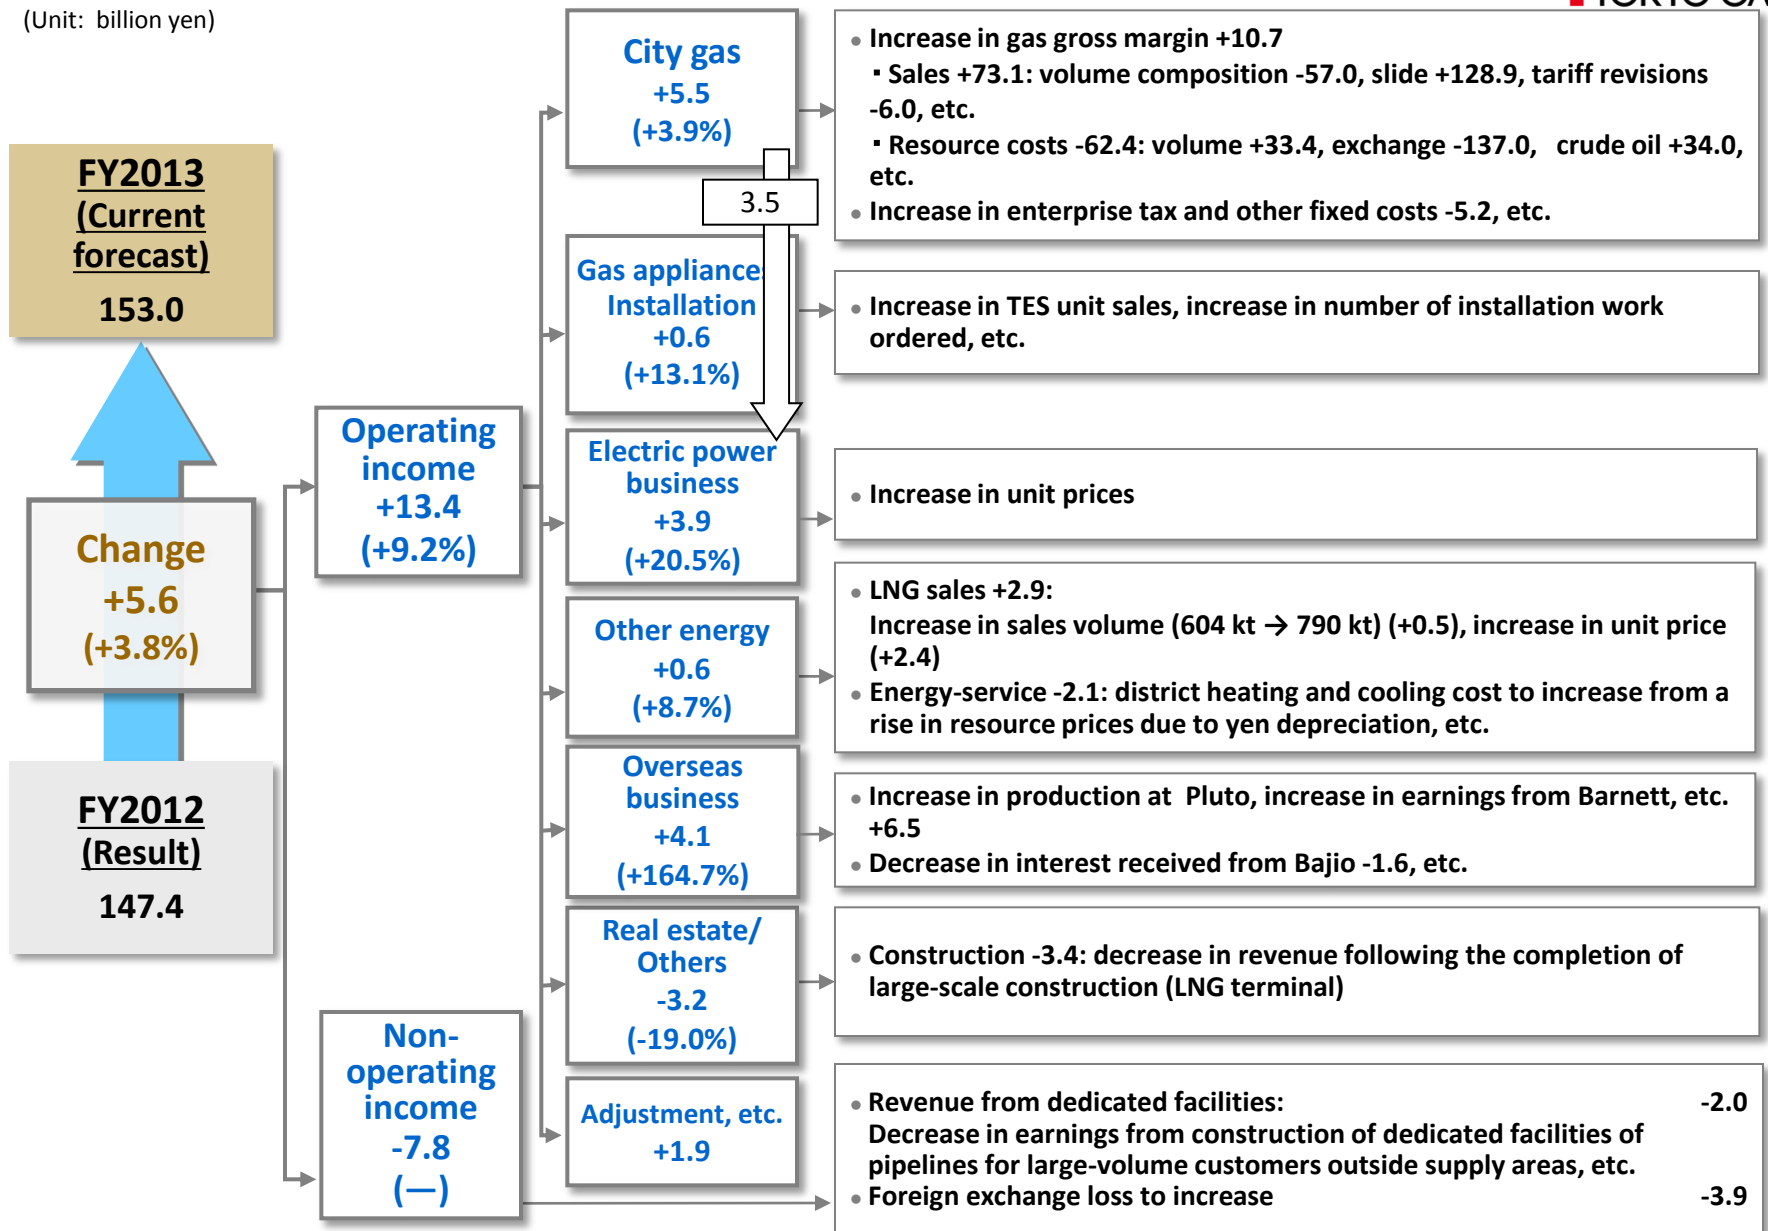 (Unit: billion yen)
FY2013
(Current
forecast)
153.0
Change
+5.6
(+3.8%)
FY2012
(Result)
147.4
Operating
income
+13.4
(+9.2%)
Non-
operating
income
-7.8
(—)
City gas
+5.5
(+3.9%)
3.5
Gas appliances
Installation
+0.6
(+13.1%)
Electric power
business
+3.9
(+20.5%)
Other energy
+0.6
(+8.7%)
Overseas
business
+4.1
(+164.7%)
Real estate/
Others
-3.2
(-19.0%)
Adjustment, etc.
+1.9
• Increase in gas gross margin +10.7
・Sales +73.1: volume composition -57.0, slide +128.9, tariff revisions
-6.0, etc.
・Resource costs -62.4: volume +33.4, exchange -137.0, crude oil +34.0,
etc.
• Increase in enterprise tax and other fixed costs -5.2, etc.
• Increase in TES unit sales, increase in number of installation work
ordered, etc.
• Increase in unit prices
• LNG sales +2.9:
Increase in sales volume (604 kt → 790 kt) (+0.5), increase in unit price
(+2.4)
• Energy-service -2.1: district heating and cooling cost to increase from a
rise in resource prices due to yen depreciation, etc.
• Increase in production at Pluto, increase in earnings from Barnett, etc.
+6.5
• Decrease in interest received from Bajio -1.6, etc.
• Construction -3.4: decrease in revenue following the completion of
large-scale construction (LNG terminal)
• Revenue from dedicated facilities: -2.0
Decrease in earnings from construction of dedicated facilities of
pipelines for large-volume customers outside supply areas, etc.
• Foreign exchange loss to increase -3.9